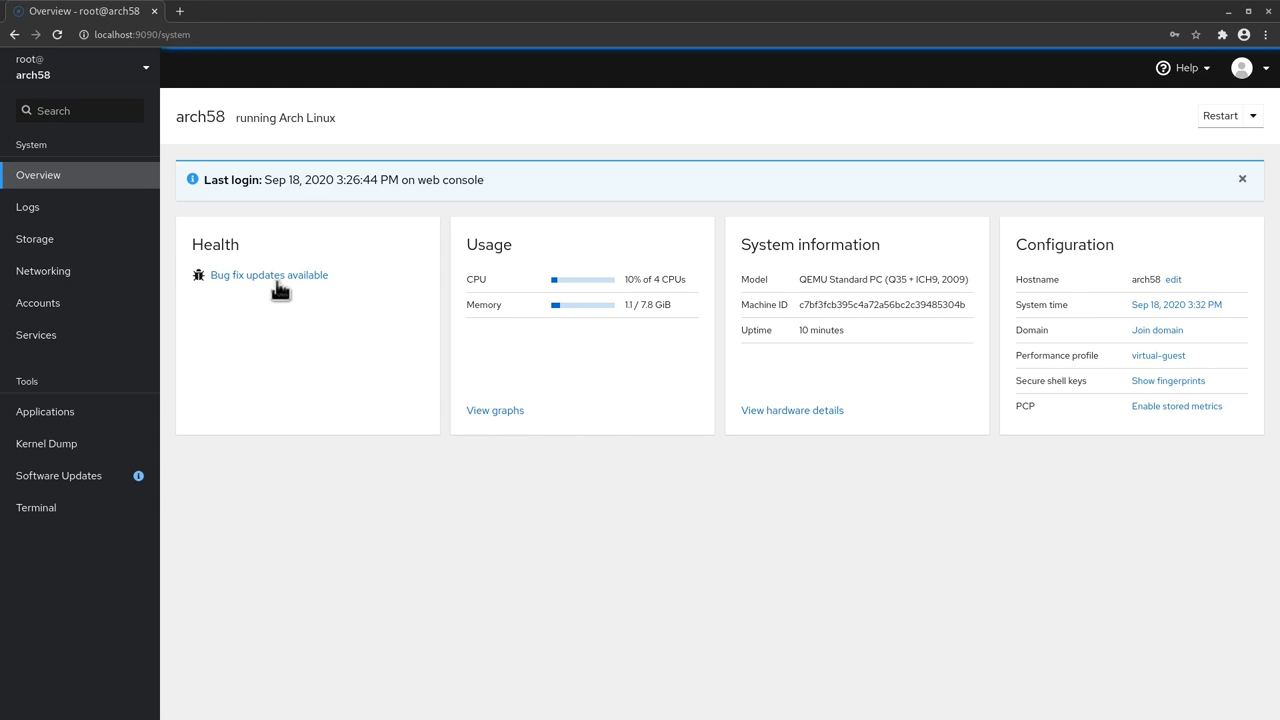 Overview - root@arch58
localhost:9090/system
root@
arch58
Help
Search
System
Overview
Logs
Storage
Networking
Accounts
Services
Tools
Applications
Kernel Dump
Software Updates
Terminal
arch58 running Arch Linux
Restart
Last login: Sep 18, 2020 3:26:44 PM on web console
Health
Bug fix updates available
Usage
CPU 10% of 4 CPUs
Memory 1.1 / 7.8 GiB
View graphs
System information
Model QEMU Standard PC (Q35 + ICH9, 2009)
Machine ID c7bf3fcb395c4a72a56bc2c39485304b
Uptime 10 minutes
View hardware details
Configuration
Hostname arch58 edit
System time Sep 18, 2020 3:32 PM
Domain Join domain
Performance profile virtual-guest
Secure shell keys Show fingerprints
PCP Enable stored metrics